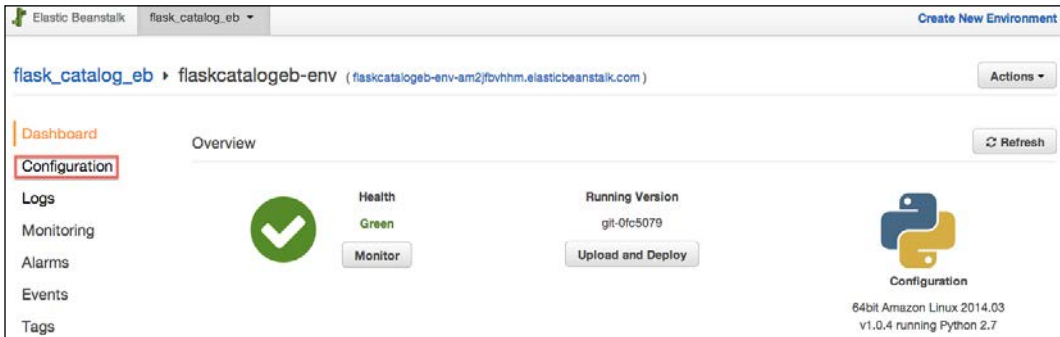 Elastic Beanstalk flask_catalog_eb Create New Environment
flask_catalog_eb flaskcatalogeb-env ( flaskcatalogeb-env-am2jfbvhhm.elasticbeanstalk.com ) Actions
Dashboard
Configuration
Logs
Monitoring
Alarms
Events
Tags
Overview Refresh
Health
Green
Monitor
Running Version
git-0fc5079
Upload and Deploy
Configuration
64bit Amazon Linux 2014.03
v1.0.4 running Python 2.7